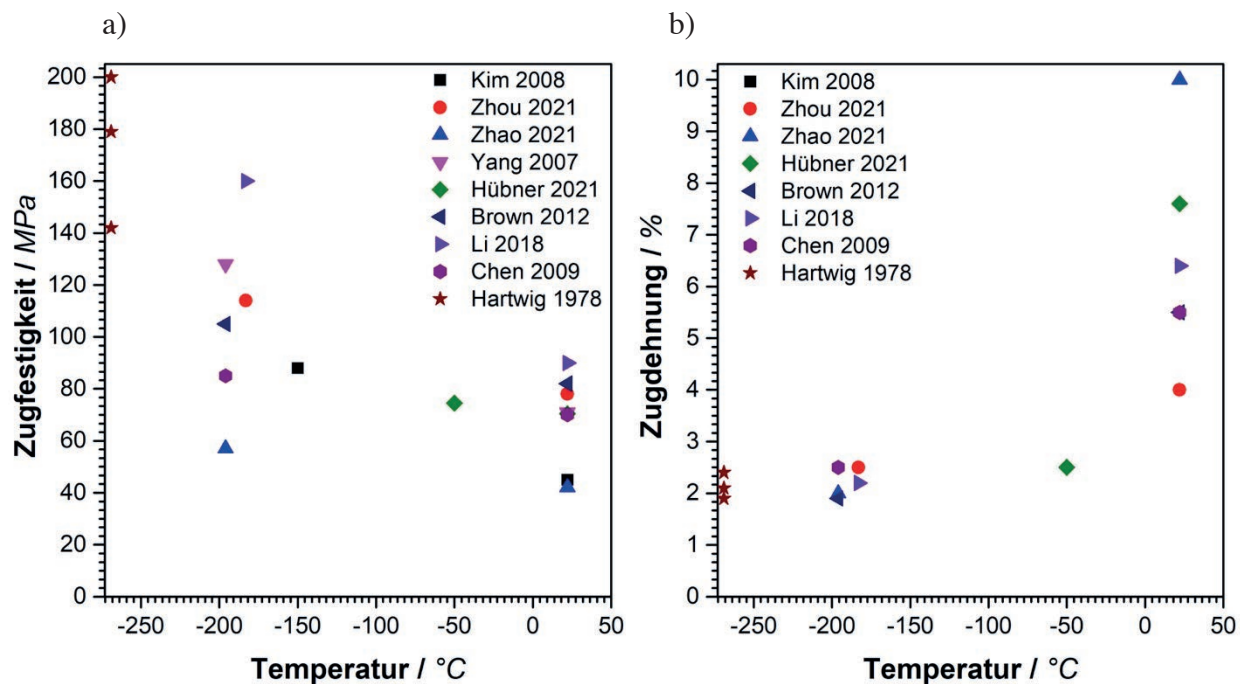 a)
Zugfestigkeit / MPa
200
180
160
140
120
100
80
60
40
20
0
Kim 2008
Zhou 2021
Zhao 2021
Yang 2007
Hübner 2021
Brown 2012
Li 2018
Chen 2009
Hartwig 1978
-250 -200 -150 -100 -50 0 50
Temperatur / °C
b)
Zugdehnung / %
10
9
8
7
6
5
4
3
2
1
0
Kim 2008
Zhou 2021
Zhao 2021
Hübner 2021
Brown 2012
Li 2018
Chen 2009
Hartwig 1978
-250 -200 -150 -100 -50 0 50
Temperatur / °C